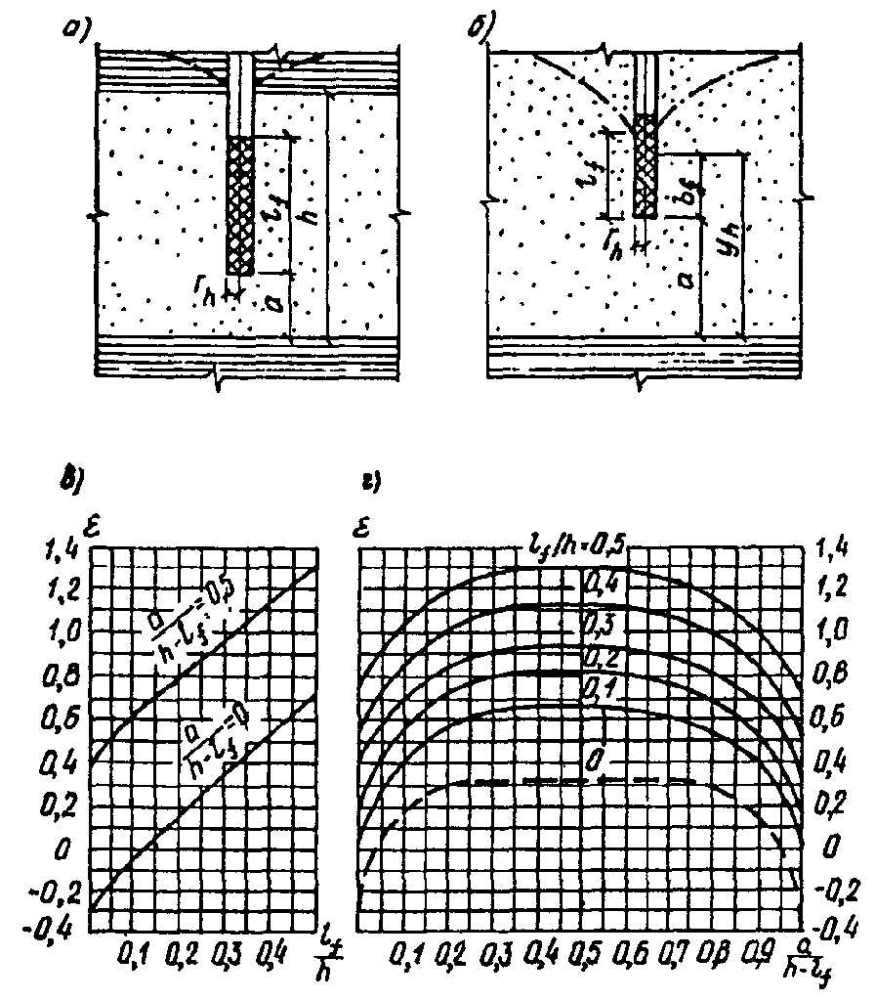 а)
б)
l_f
h
r_h
a
l_f
b_f
y_h
r_h
a
в)
г)
ε
1,4
1,2
1,0
0,8
0,6
0,4
0,2
0
-0,2
-0,4
a/(h-l_f)=0,5
a/(h-l_f)=0
0,1 0,2 0,3 0,4 l_f/h
ε
l_f/h=0,5
0,4
0,3
0,2
0,1
0
1,4
1,2
1,0
0,8
0,6
0,4
0,2
0
-0,2
-0,4
0,1 0,2 0,3 0,4 0,5 0,6 0,7 0,8 0,9 a/(h-l_f)